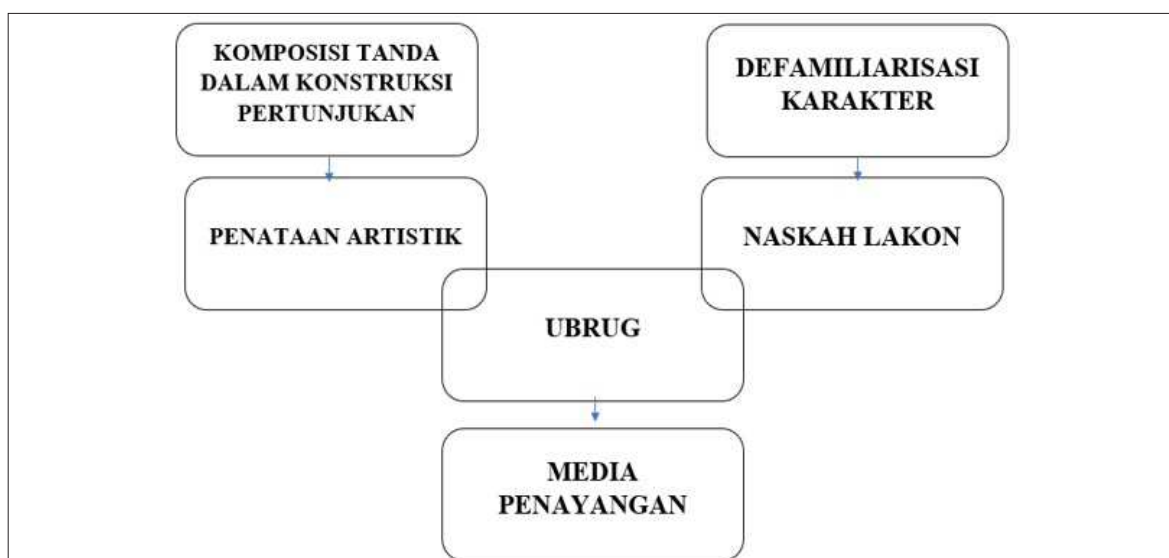 KOMPOSISI TANDA
DALAM KONSTRUKSI
PERTUNJUKAN
DEFAMILIARISASI
KARAKTER
PENATAAN ARTISTIK
NASKAH LAKON
UBRUG
MEDIA
PENAYANGAN